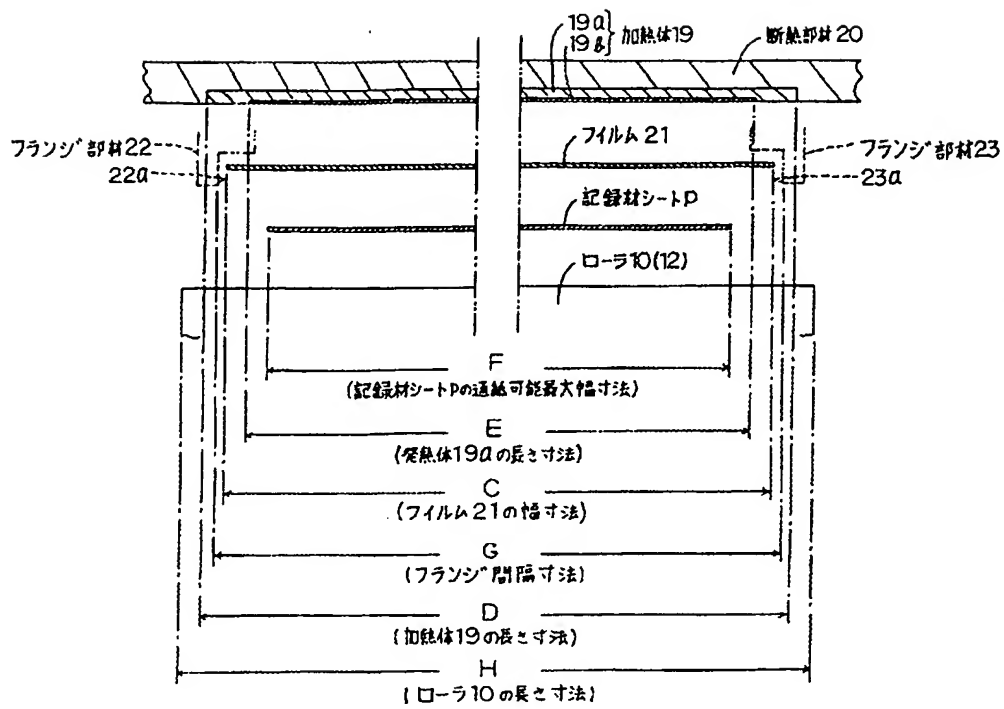 19a
19b
加熱体19
断熱部材20
フランジ部材22
22a
フイルム21
フランジ部材23
23a
記録材シートP
ローラ10(12)
F
(記録材シートPの通紙可能最大幅寸法)
E
(発熱体19aの長さ寸法)
C
(フイルム21の幅寸法)
G
(フランジ間隔寸法)
D
(加熱体19の長さ寸法)
H
(ローラ10の長さ寸法)